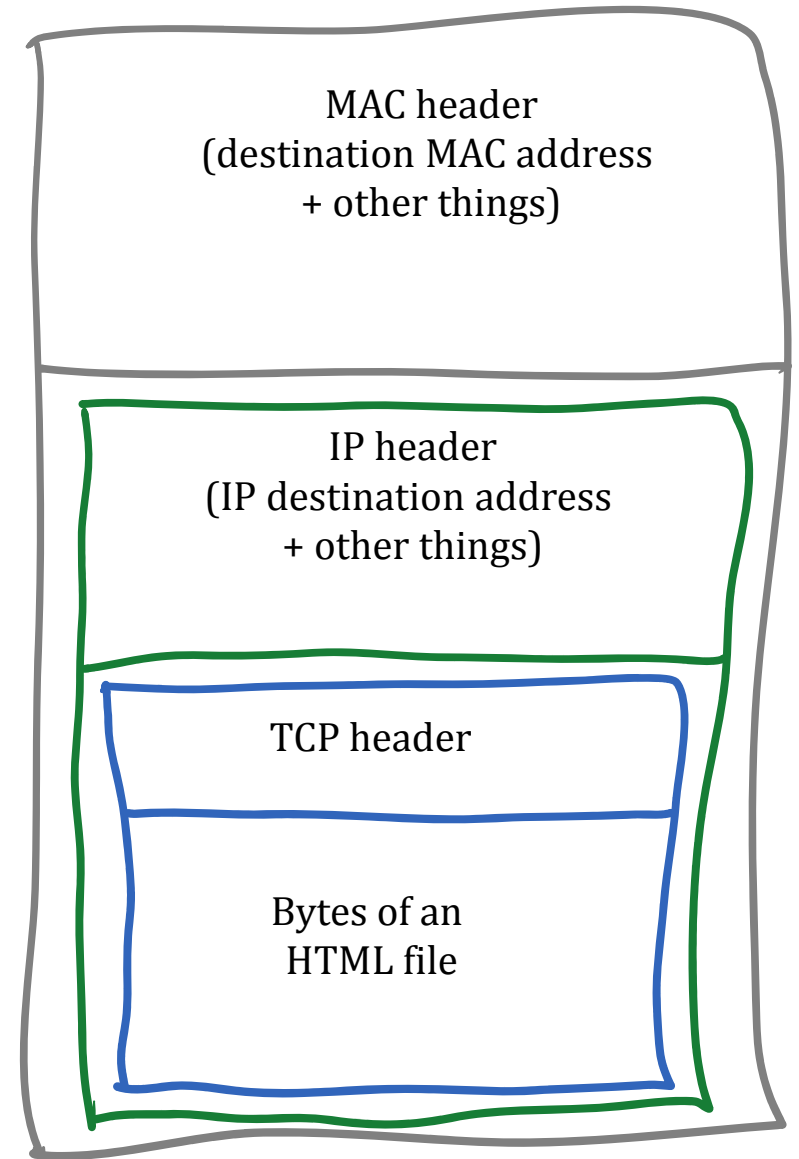 MAC header
(destination MAC address
+ other things)
IP header
(IP destination address
+ other things)
TCP header
Bytes of an
HTML file